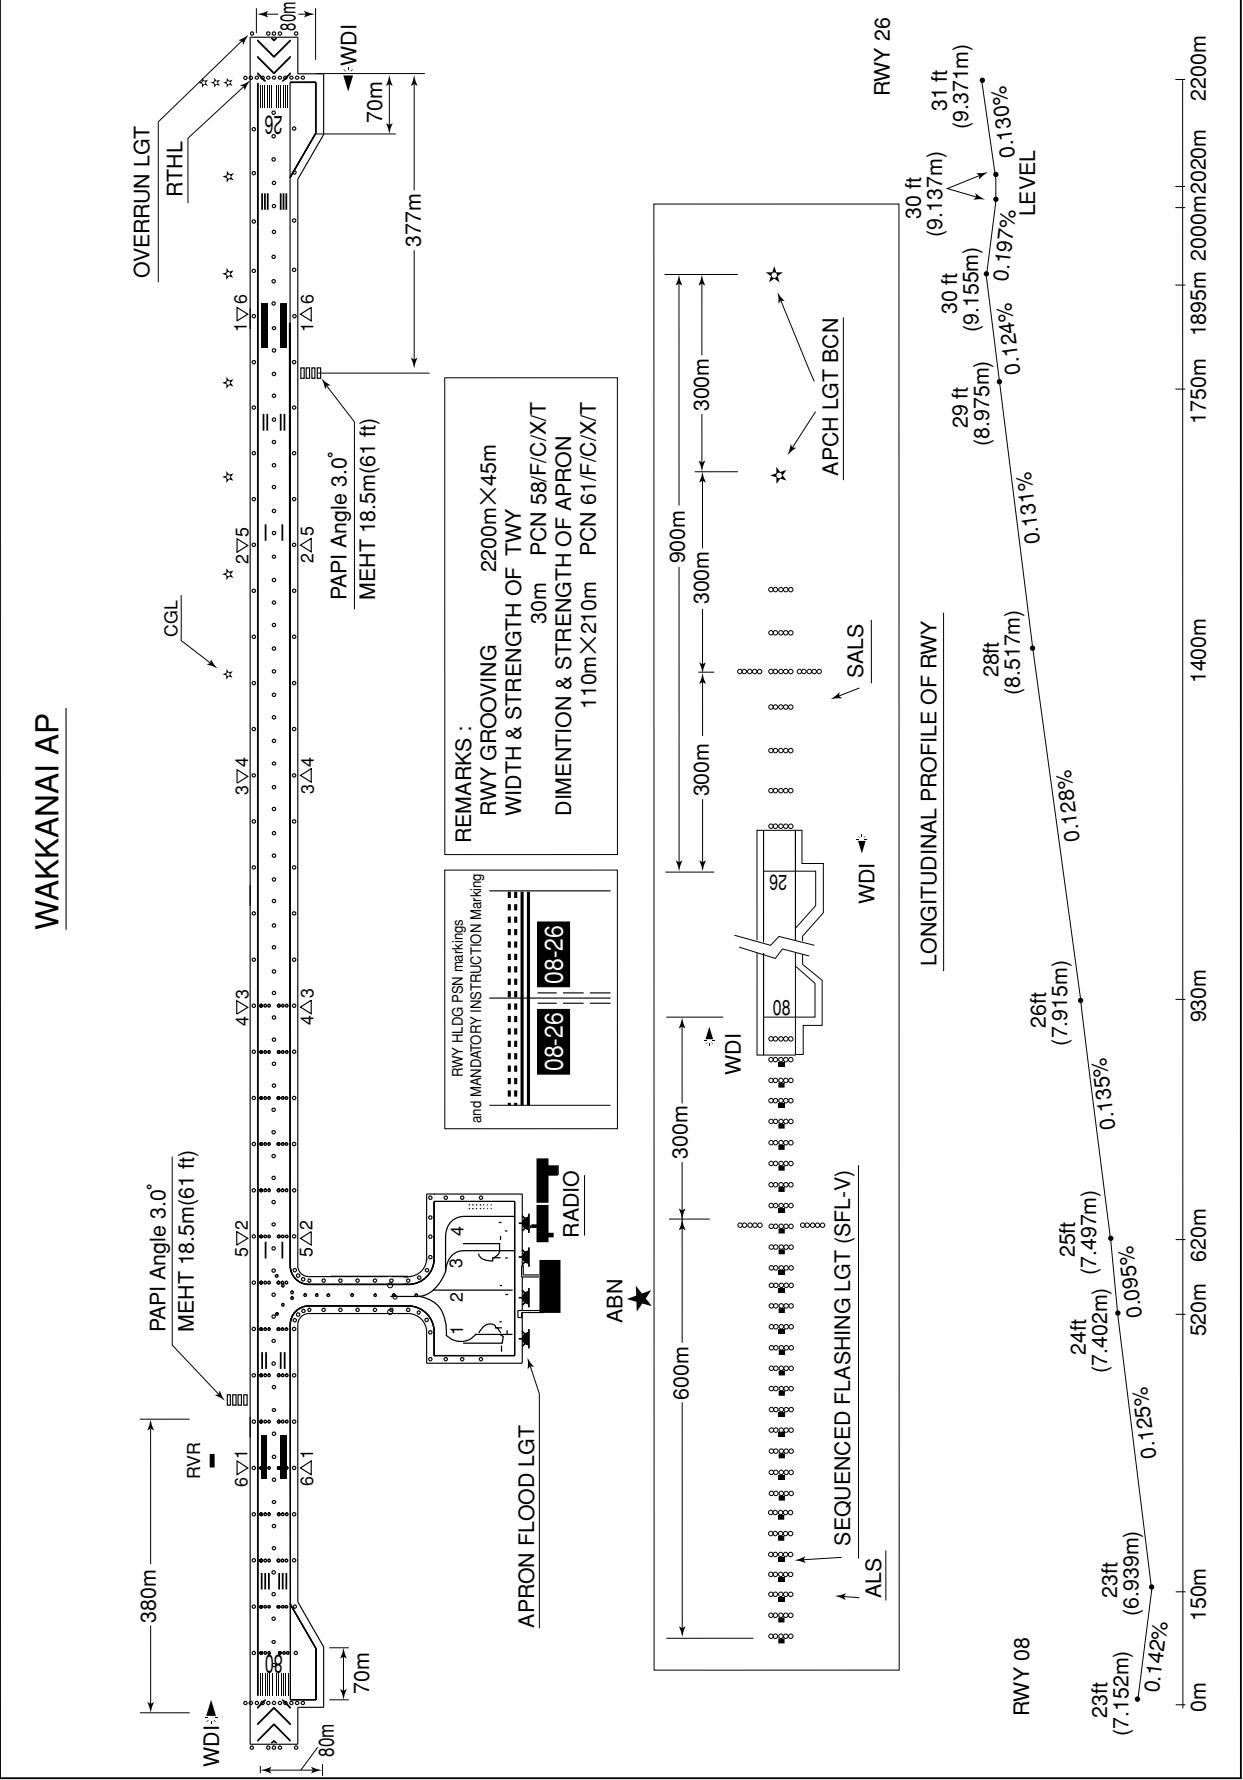 WAKKANAI AP
OVERRUN LGT
RTHL
80m
WDI
70m
377m
CGL
1 6
1 6
2 5
2 5
3 4
3 4
4 3
4 3
5 2
5 2
6 1
6 1
26
08
PAPI Angle 3.0°
MEHT 18.5m(61 ft)
PAPI Angle 3.0°
MEHT 18.5m(61 ft)
380m
RVR
WDI
80m
70m
1
2
3
4
APRON FLOOD LGT
RADIO
ABN
RWY HLDG PSN markings
and MANDATORY INSTRUCTION Marking
08-26
08-26
REMARKS :
RWY GROOVING 2200m×45m
WIDTH & STRENGTH OF TWY
30m PCN 58/F/C/X/T
DIMENTION & STRENGTH OF APRON
110m×210m PCN 61/F/C/X/T
900m
300m
300m
300m
600m
300m
APCH LGT BCN
SALS
WDI
WDI
08
26
SEQUENCED FLASHING LGT (SFL-V)
ALS
LONGITUDINAL PROFILE OF RWY
RWY 08
RWY 26
23ft
(7.152m)
23ft
(6.939m)
24ft
(7.402m)
25ft
(7.497m)
26ft
(7.915m)
28ft
(8.517m)
29 ft
(8.975m)
30 ft
(9.155m)
30 ft
(9.137m)
31 ft
(9.371m)
0.142%
0.125%
0.095%
0.135%
0.128%
0.131%
0.124%
0.197%
LEVEL
0.130%
0m
150m
520m
620m
930m
1400m
1750m
1895m
2000m
2020m
2200m